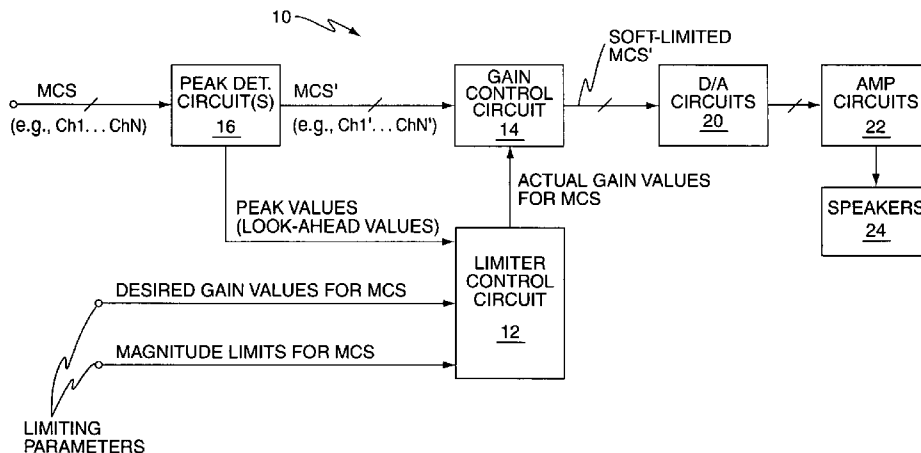 10
MCS
(e.g., Ch1...ChN)
PEAK DET.
CIRCUIT(S)
16
MCS'
(e.g., Ch1'...ChN')
GAIN
CONTROL
CIRCUIT
14
SOFT-LIMITED
MCS'
D/A
CIRCUITS
20
AMP
CIRCUITS
22
SPEAKERS
24
ACTUAL GAIN VALUES
FOR MCS
PEAK VALUES
(LOOK-AHEAD VALUES)
LIMITER
CONTROL
CIRCUIT
12
DESIRED GAIN VALUES FOR MCS
MAGNITUDE LIMITS FOR MCS
LIMITING
PARAMETERS